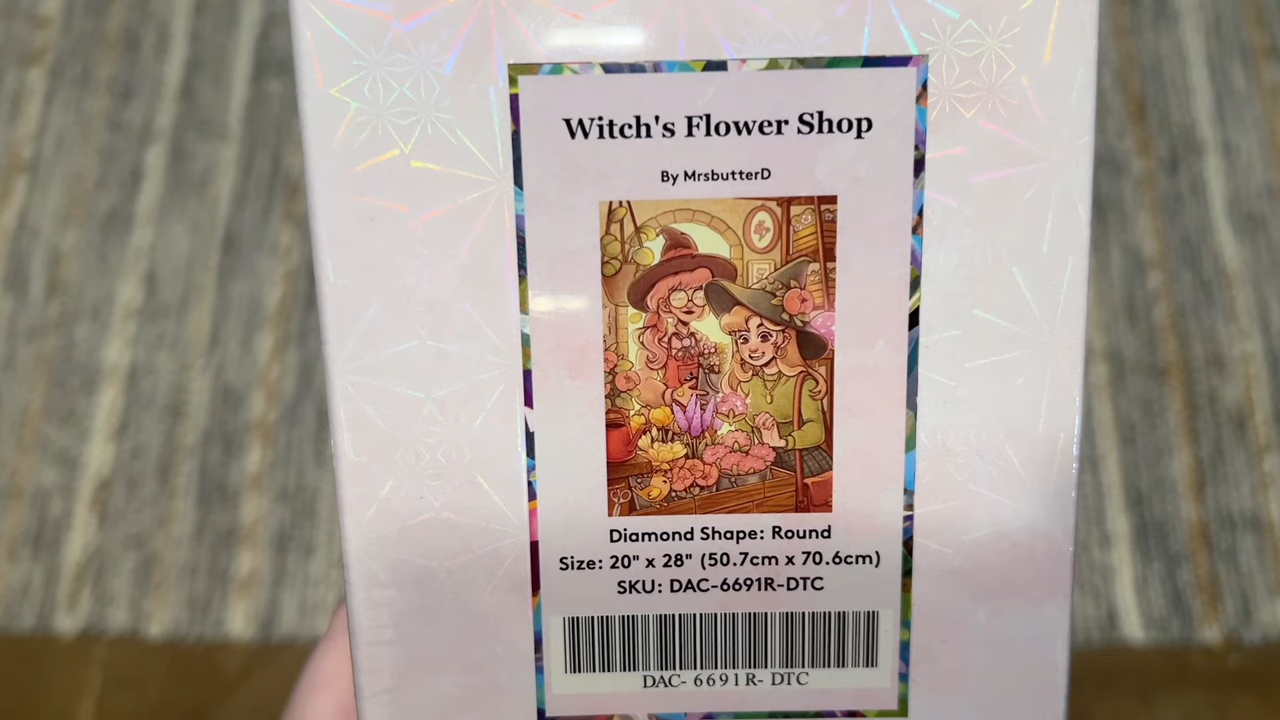 Witch's Flower Shop
By MrsbutterD
Diamond Shape: Round
Size: 20" x 28" (50.7cm x 70.6cm)
SKU: DAC-6691R-DTC
DAC- 6691R- DTC